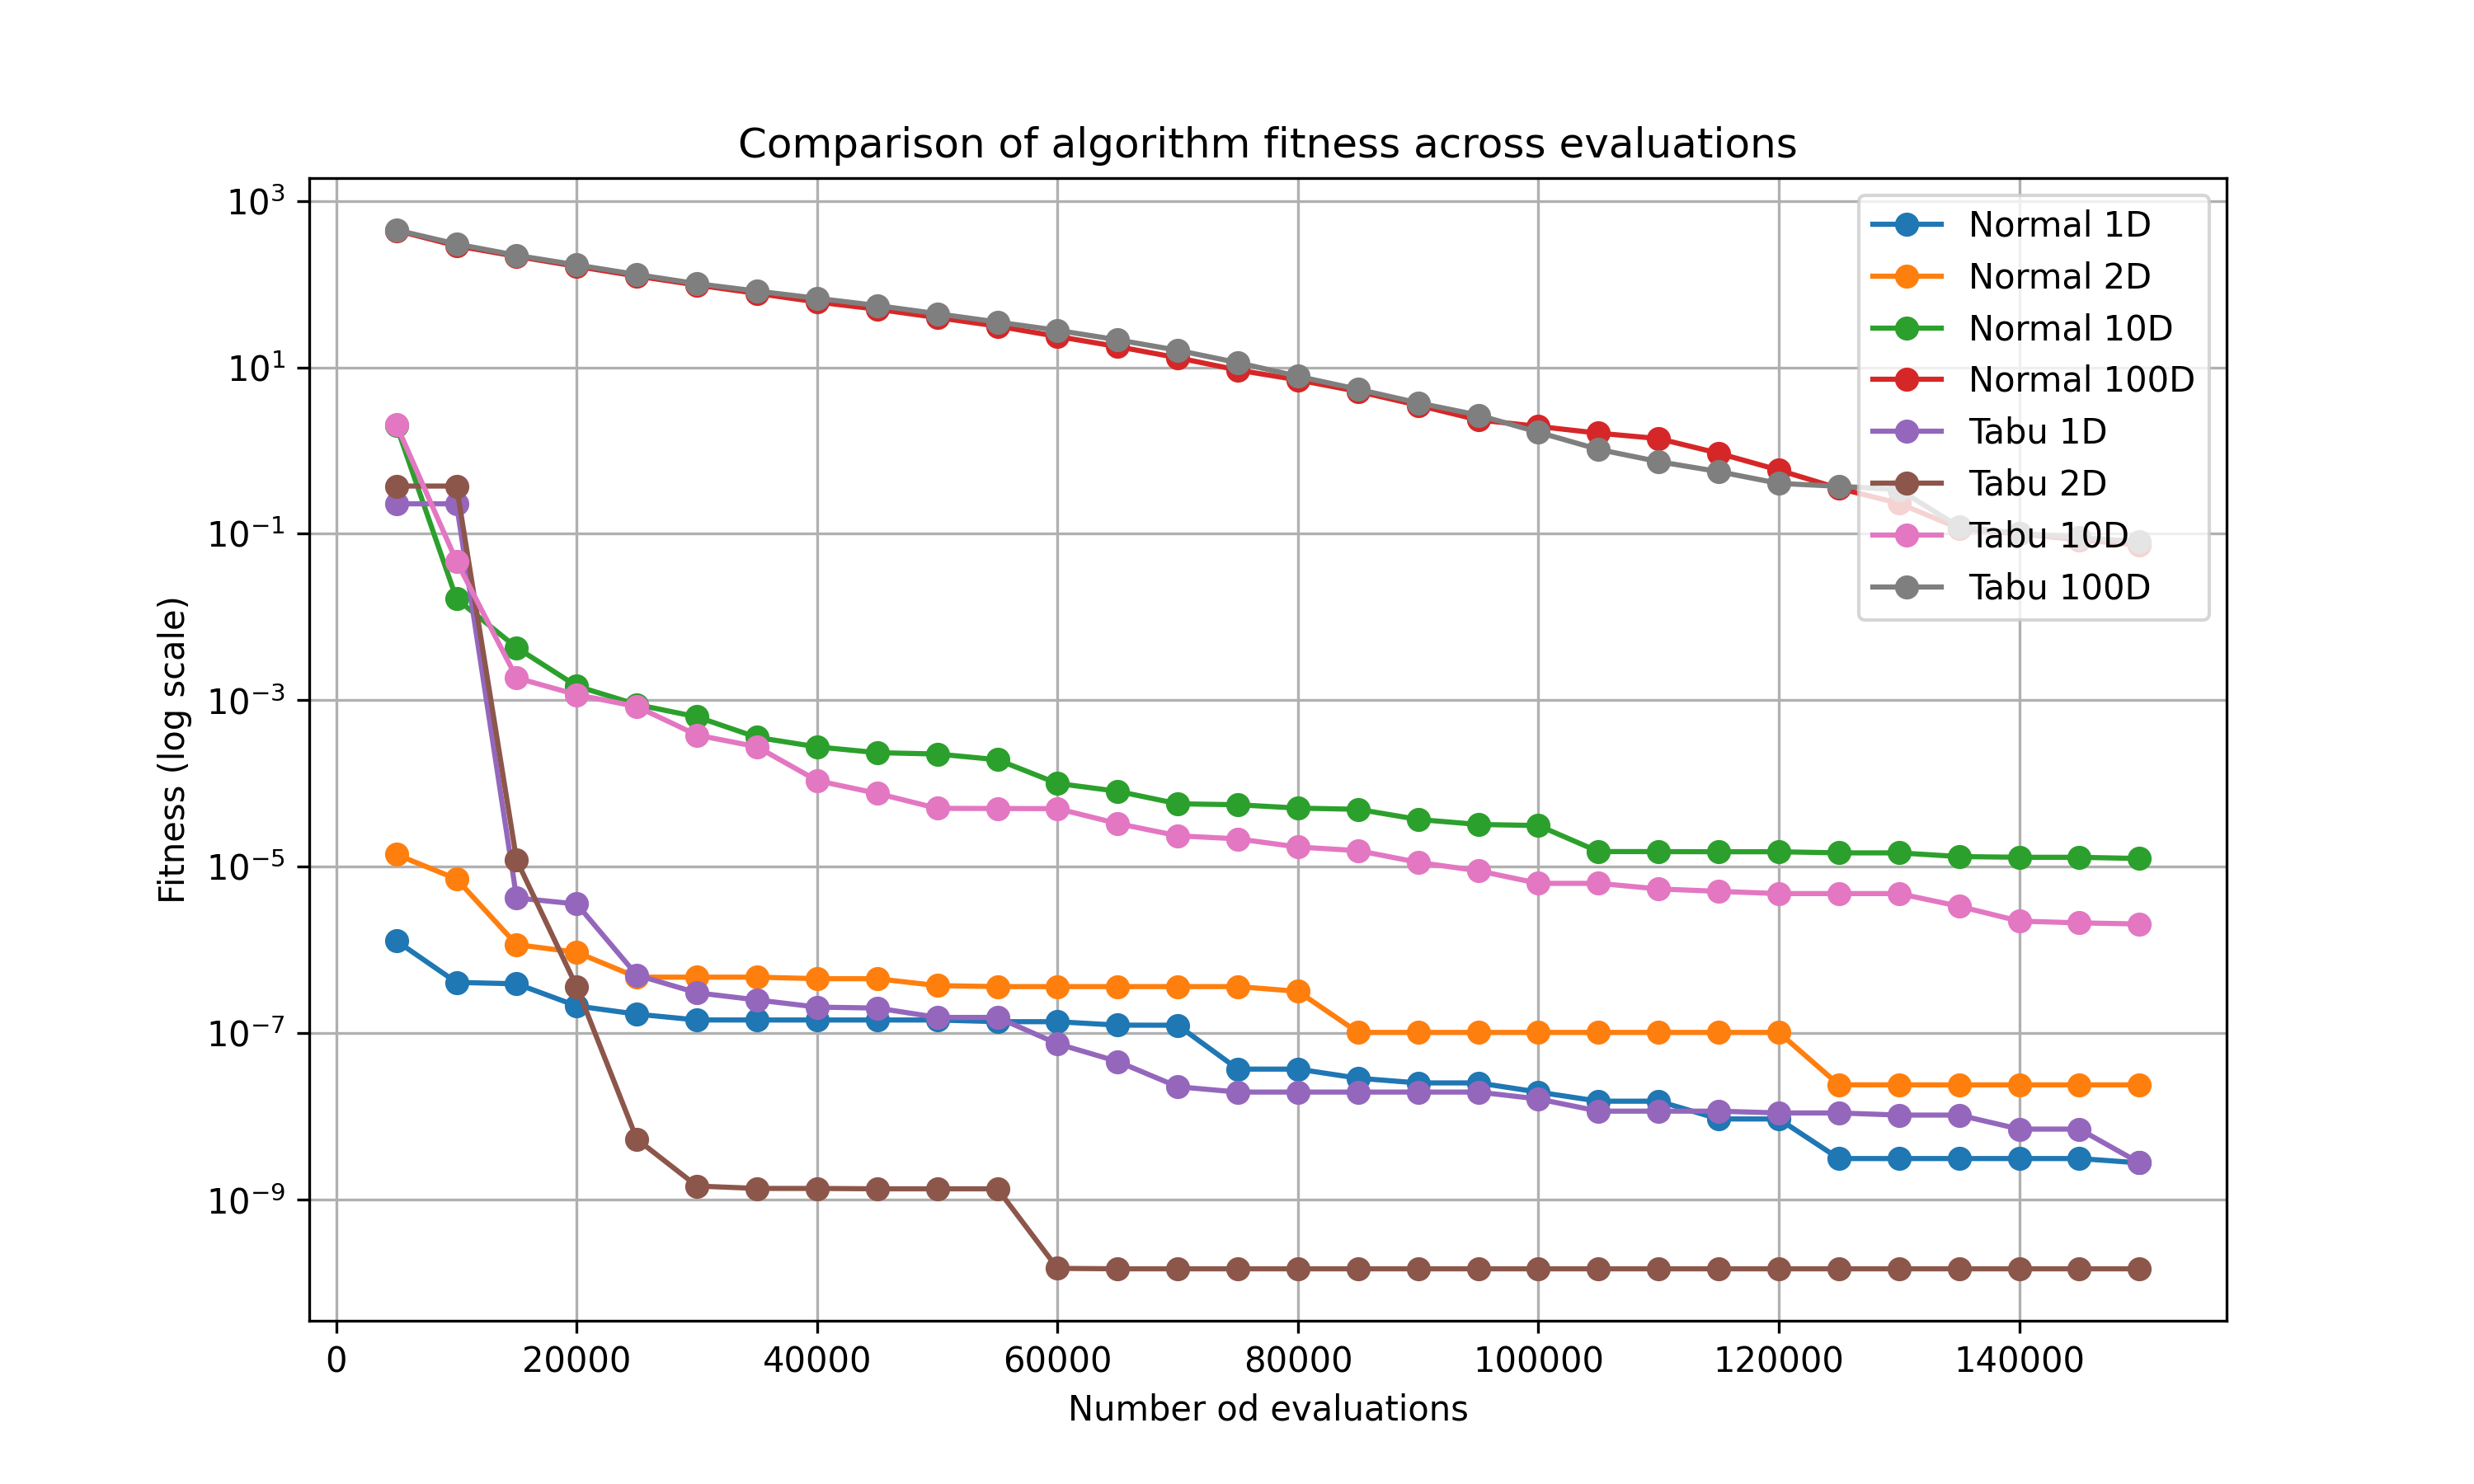 Comparison of algorithm fitness across evaluations
10³
10¹
10⁻¹
10⁻³
10⁻⁵
10⁻⁷
10⁻⁹
Fitness (log scale)
Normal 1D
Normal 2D
Normal 10D
Normal 100D
Tabu 1D
Tabu 2D
Tabu 10D
Tabu 100D
0 20000 40000 60000 80000 100000 120000 140000
Number od evaluations